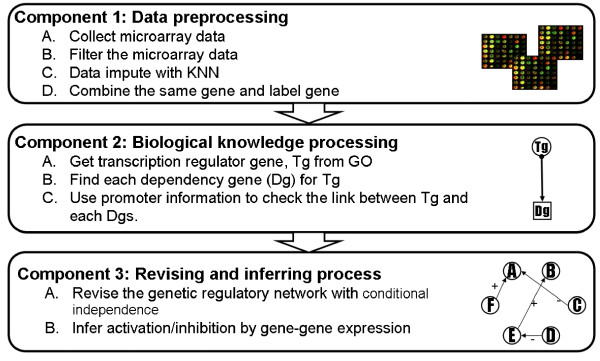 Component 1: Data preprocessing
A. Collect microarray data
B. Filter the microarray data
C. Data impute with KNN
D. Combine the same gene and label gene
Component 2: Biological knowledge processing
A. Get transcription regulator gene, Tg from GO
B. Find each dependency gene (Dg) for Tg
C. Use promoter information to check the link between Tg and
each Dgs.
Tg
Dg
Component 3: Revising and inferring process
A. Revise the genetic regulatory network with conditional
independence
B. Infer activation/inhibition by gene-gene expression
A B
+ -
F C
+
E - D